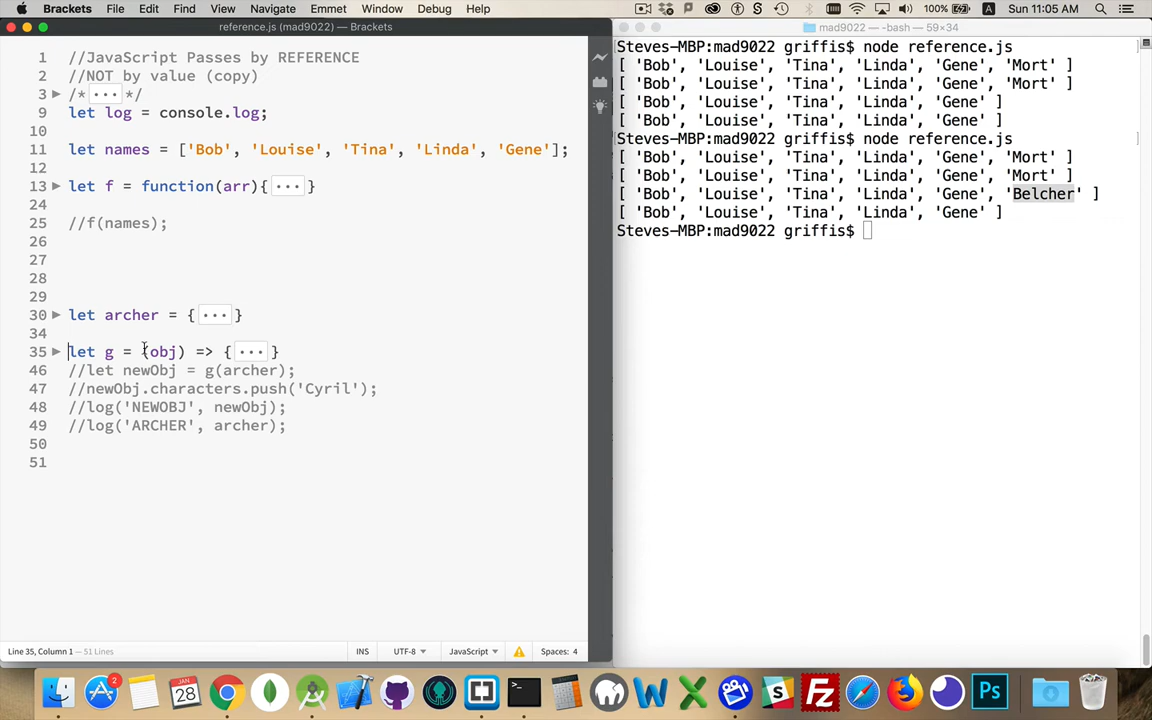 Brackets File Edit Find View Navigate Emmet Window Debug Help 100% A Sun 11:05 AM
reference.js (mad9022) — Brackets
mad9022 — -bash — 59×34
1 //JavaScript Passes by REFERENCE
2 //NOT by value (copy)
3 /* ... */
9 let log = console.log;
10
11 let names = ['Bob', 'Louise', 'Tina', 'Linda', 'Gene'];
12
13 let f = function(arr){ ... }
24
25 //f(names);
26
27
28
29
30 let archer = { ... }
34
35 let g = (obj) => { ... }
46 //let newObj = g(archer);
47 //newObj.characters.push('Cyril');
48 //log('NEWOBJ', newObj);
49 //log('ARCHER', archer);
50
51
Line 35, Column 1 — 51 Lines
INS UTF-8 JavaScript Spaces: 4
Steves-MBP:mad9022 griffis$ node reference.js
[ 'Bob', 'Louise', 'Tina', 'Linda', 'Gene', 'Mort' ]
[ 'Bob', 'Louise', 'Tina', 'Linda', 'Gene', 'Mort' ]
[ 'Bob', 'Louise', 'Tina', 'Linda', 'Gene' ]
[ 'Bob', 'Louise', 'Tina', 'Linda', 'Gene' ]
Steves-MBP:mad9022 griffis$ node reference.js
[ 'Bob', 'Louise', 'Tina', 'Linda', 'Gene', 'Mort' ]
[ 'Bob', 'Louise', 'Tina', 'Linda', 'Gene', 'Mort' ]
[ 'Bob', 'Louise', 'Tina', 'Linda', 'Gene', 'Belcher' ]
[ 'Bob', 'Louise', 'Tina', 'Linda', 'Gene' ]
Steves-MBP:mad9022 griffis$
2
JAN
28
W
X
S
Fz
Ps